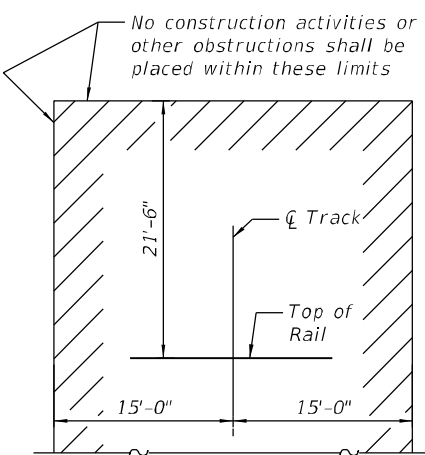 No construction activities or
other obstructions shall be
placed within these limits
21'-6"
℄ Track
Top of
Rail
15'-0"
15'-0"